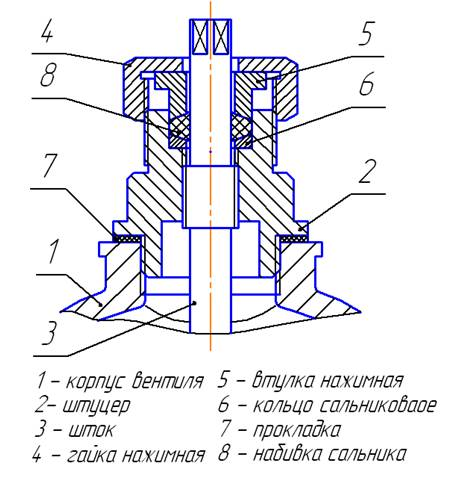 4
5
8
6
7
2
1
3
1 - корпус вентиля
2- штуцер
3 - шток
4 - гайка нажимная
5 - втулка нажимная
6 - кольцо сальниковаое
7 - прокладка
8 - набивка сальника